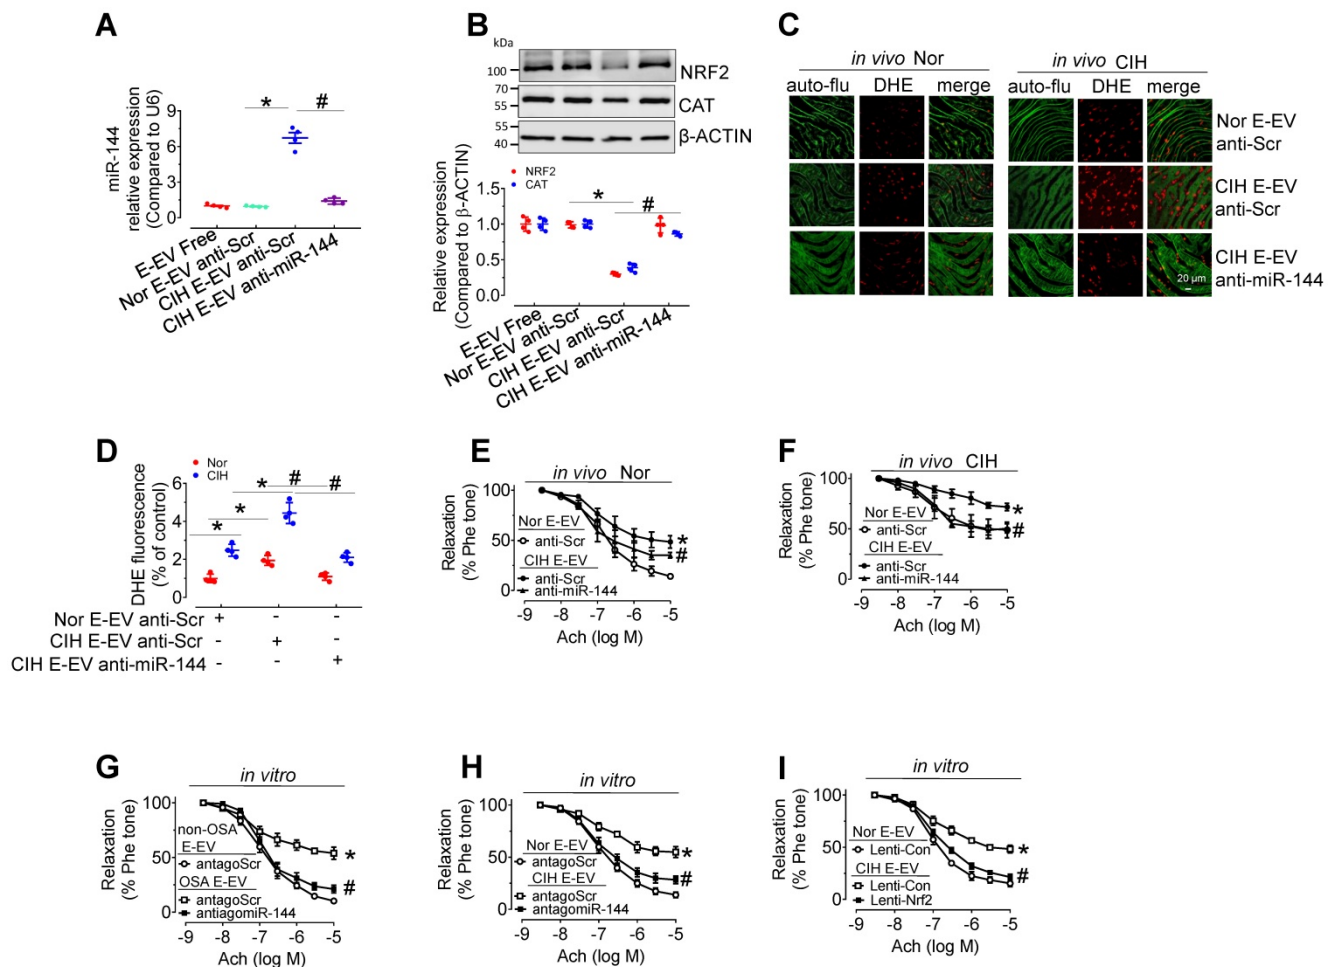 A
miR-144
relative expression
(Compared to U6)
9
6
3
0
*
#
E-EV Free
Nor E-EV anti-Scr
CIH E-EV anti-Scr
CIH E-EV anti-miR-144
B
kDa
100
70
55
55
40
NRF2
CAT
β-ACTIN
NRF2
CAT
Relative expression
(Compared to β-ACTIN)
1.5
1.0
0.5
0.0
*
#
E-EV Free
Nor E-EV anti-Scr
CIH E-EV anti-Scr
CIH E-EV anti-miR-144
C
in vivo Nor
in vivo CIH
auto-flu DHE merge
auto-flu DHE merge
Nor E-EV
anti-Scr
CIH E-EV
anti-Scr
CIH E-EV
anti-miR-144
20 µm
D
Nor
CIH
DHE fluorescence
(% of control)
6
4
2
0
* * * # #
Nor E-EV anti-Scr + - -
CIH E-EV anti-Scr - + -
CIH E-EV anti-miR-144 - - +
E
in vivo Nor
Relaxation
(% Phe tone)
100
50
0
Nor E-EV
anti-Scr
CIH E-EV
anti-Scr
anti-miR-144
*
#
-9 -8 -7 -6 -5
Ach (log M)
F
in vivo CIH
Relaxation
(% Phe tone)
100
50
0
Nor E-EV
anti-Scr
CIH E-EV
anti-Scr
anti-miR-144
*
#
-9 -8 -7 -6 -5
Ach (log M)
G
in vitro
Relaxation
(% Phe tone)
100
50
0
non-OSA
E-EV
antagoScr
OSA E-EV
antagoScr
antiagomiR-144
*
#
-9 -8 -7 -6 -5
Ach (log M)
H
in vitro
Relaxation
(% Phe tone)
100
50
0
Nor E-EV
antagoScr
CIH E-EV
antagoScr
antagomiR-144
*
#
-9 -8 -7 -6 -5
Ach (log M)
I
in vitro
Relaxation
(% Phe tone)
100
50
0
Nor E-EV
Lenti-Con
CIH E-EV
Lenti-Con
Lenti-Nrf2
*
#
-9 -8 -7 -6 -5
Ach (log M)